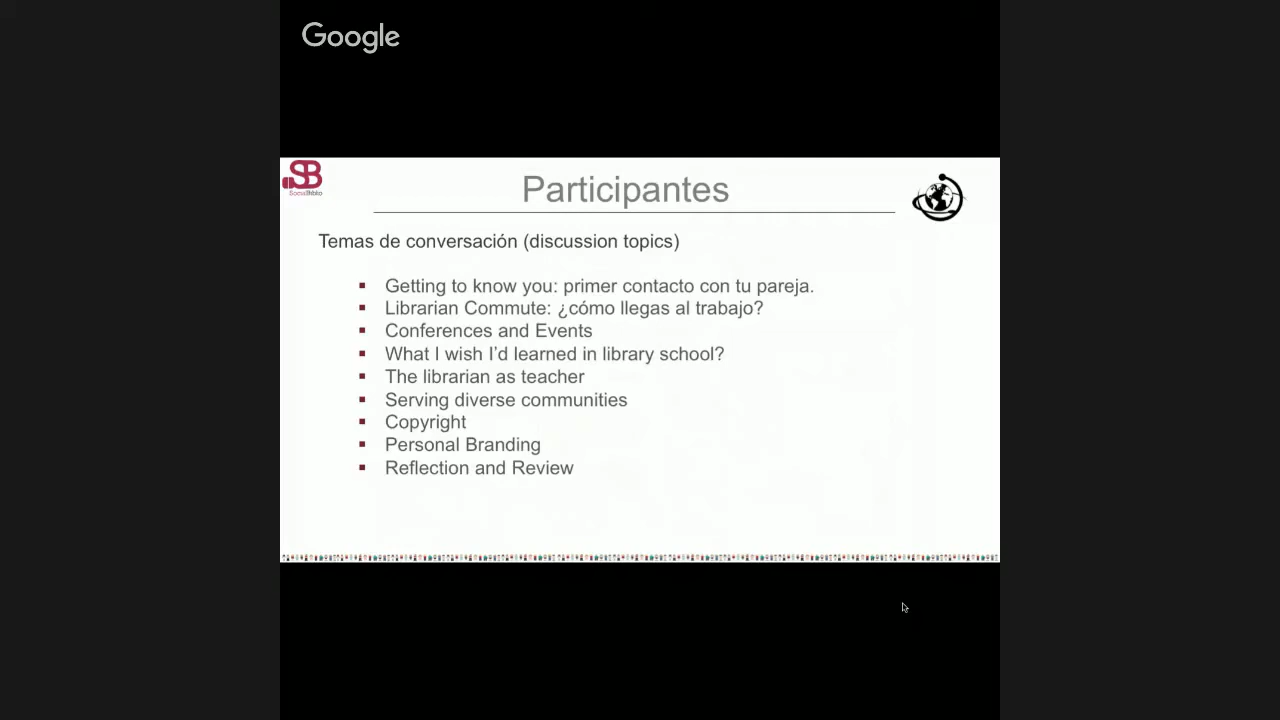 Google
SB
SocialBiblio
Participantes
Temas de conversación (discussion topics)
Getting to know you: primer contacto con tu pareja.
Librarian Commute: ¿cómo llegas al trabajo?
Conferences and Events
What I wish I’d learned in library school?
The librarian as teacher
Serving diverse communities
Copyright
Personal Branding
Reflection and Review